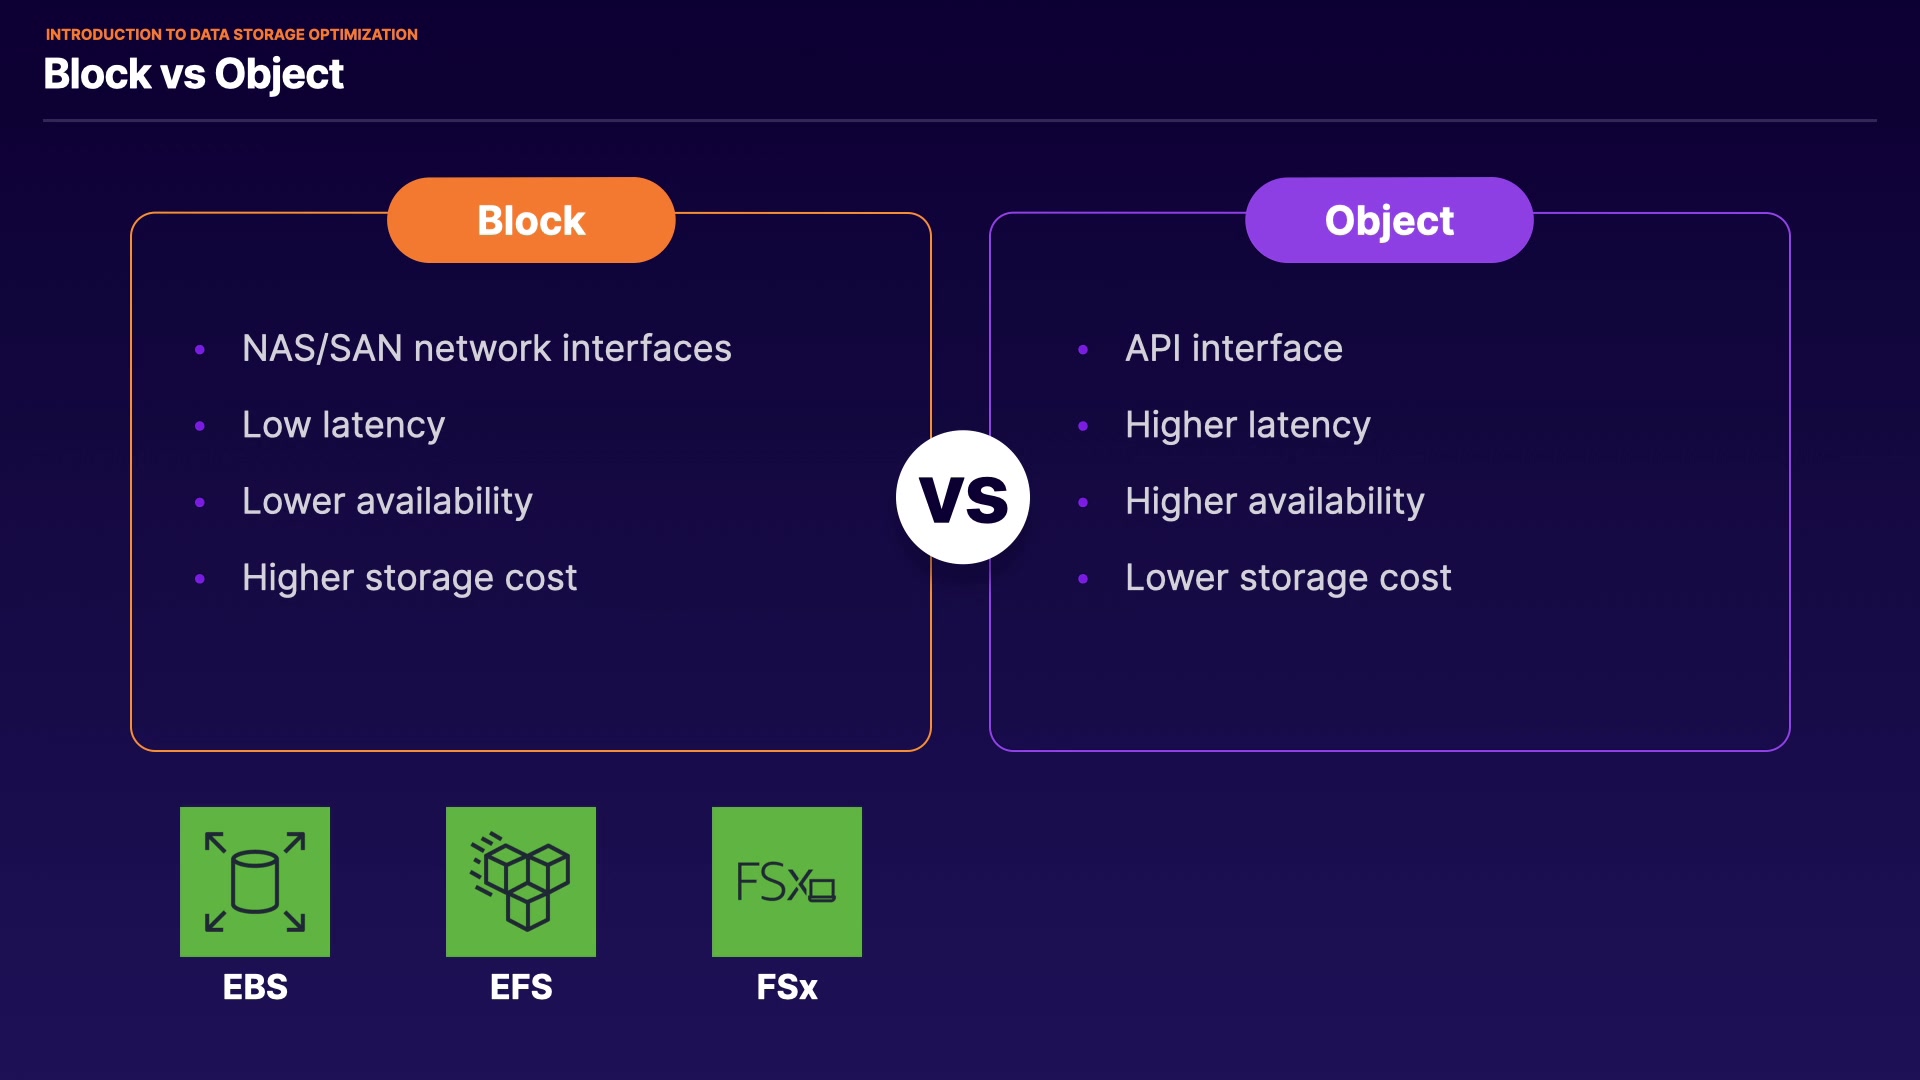 INTRODUCTION TO DATA STORAGE OPTIMIZATION
Block vs Object
Block
• NAS/SAN network interfaces
• Low latency
• Lower availability
• Higher storage cost
VS
Object
• API interface
• Higher latency
• Higher availability
• Lower storage cost
FSx
EBS
EFS
FSx